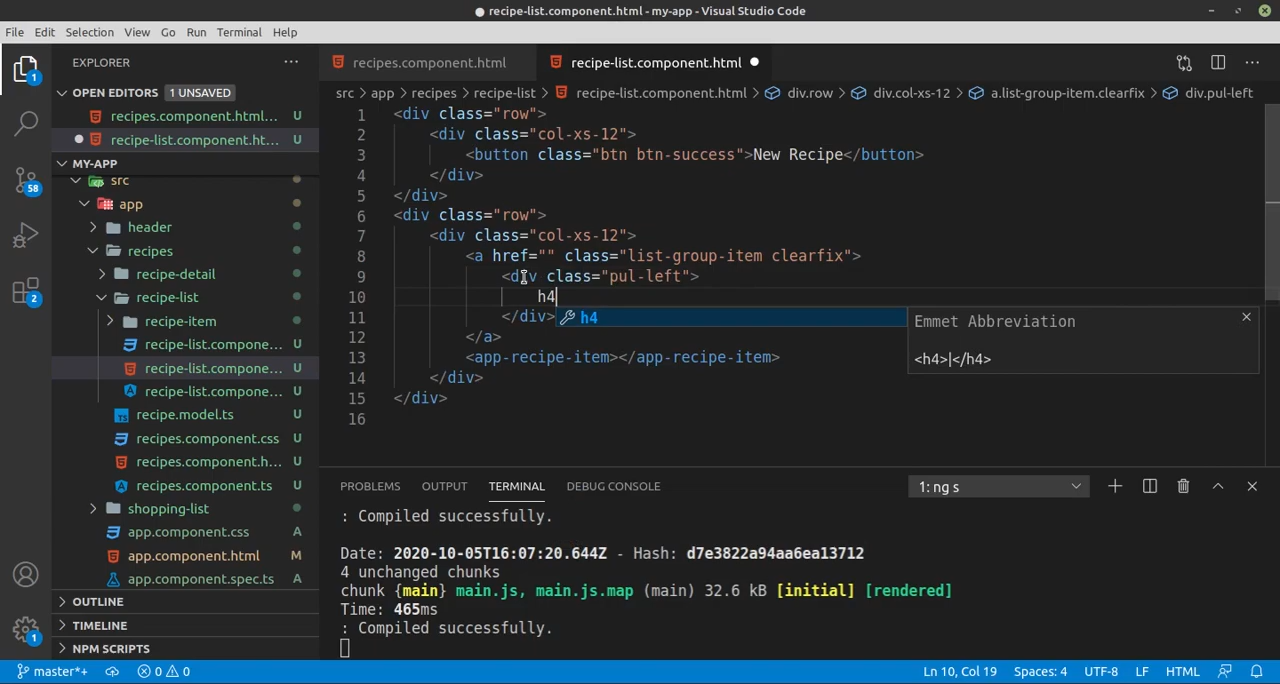 ● recipe-list.component.html - my-app - Visual Studio Code
File Edit Selection View Go Run Terminal Help
EXPLORER
OPEN EDITORS 1 UNSAVED
recipes.component.html... U
recipe-list.component.ht... U
MY-APP
src
app
header
recipes
recipe-detail
recipe-list
recipe-item
recipe-list.compone... U
recipe-list.compone... U
recipe-list.compone... U
recipe.model.ts U
recipes.component.css U
recipes.component.h... U
recipes.component.ts U
shopping-list
app.component.css A
app.component.html M
app.component.spec.ts A
OUTLINE
TIMELINE
NPM SCRIPTS
1
58
2
1
recipes.component.html
recipe-list.component.html ●
src > app > recipes > recipe-list > recipe-list.component.html > div.row > div.col-xs-12 > a.list-group-item.clearfix > div.pul-left
1 <div class="row">
2 <div class="col-xs-12">
3 <button class="btn btn-success">New Recipe</button>
4 </div>
5 </div>
6 <div class="row">
7 <div class="col-xs-12">
8 <a href="" class="list-group-item clearfix">
9 <div class="pul-left">
10 h4
11 </div>
12 </a>
13 <app-recipe-item></app-recipe-item>
14 </div>
15 </div>
16
h4
Emmet Abbreviation
<h4>|</h4>
PROBLEMS OUTPUT TERMINAL DEBUG CONSOLE 1: ng s
: Compiled successfully.
Date: 2020-10-05T16:07:20.644Z - Hash: d7e3822a94aa6ea13712
4 unchanged chunks
chunk {main} main.js, main.js.map (main) 32.6 kB [initial] [rendered]
Time: 465ms
: Compiled successfully.
master*+ 0 0 Ln 10, Col 19 Spaces: 4 UTF-8 LF HTML